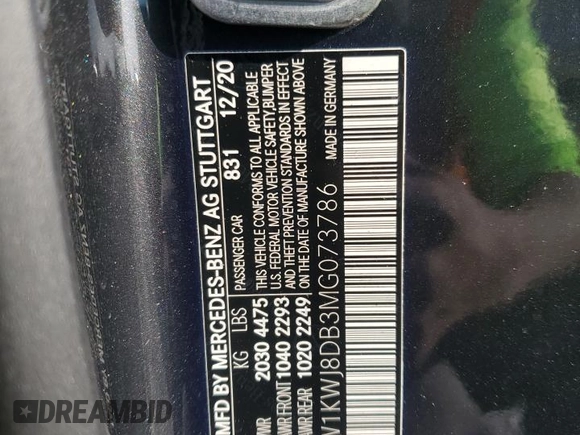 MFD BY MERCEDES-BENZ AG STUTTGART
PASSENGER CAR 831 12/20
KG LBS
THIS VEHICLE CONFORMS TO ALL APPLICABLE
U.S. FEDERAL MOTOR VEHICLE SAFETY, BUMPER
AND THEFT PREVENTION STANDARDS IN EFFECT
ON THE DATE OF MANUFACTURE SHOWN ABOVE
2030 4475
FRONT 1040 2293
REAR 1020 2249
MADE IN GERMANY
1KWJ8DB3MG073786
DREAMBID